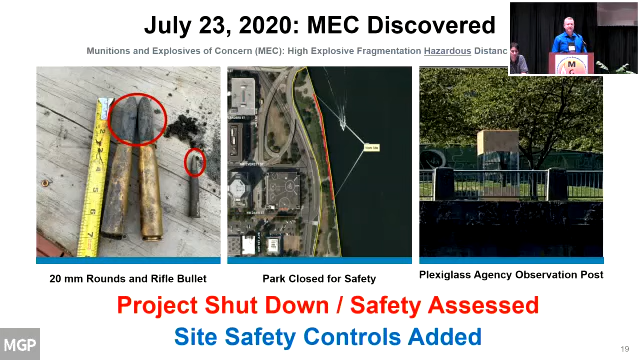 July 23, 2020: MEC Discovered
Munitions and Explosives of Concern (MEC): High Explosive Fragmentation Hazardous Distanc
20 mm Rounds and Rifle Bullet
Park Closed for Safety
Plexiglass Agency Observation Post
Project Shut Down / Safety Assessed
Site Safety Controls Added
MGP
19